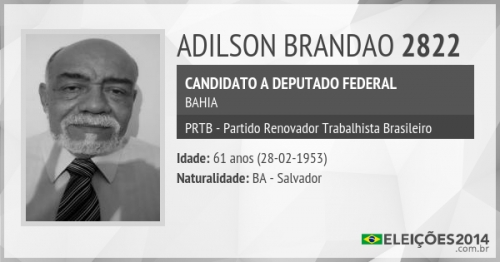 ADILSON BRANDAO 2822
CANDIDATO A DEPUTADO FEDERAL
BAHIA
PRTB - Partido Renovador Trabalhista Brasileiro
Idade: 61 anos (28-02-1953)
Naturalidade: BA - Salvador
ELEIÇÕES2014
.com.br